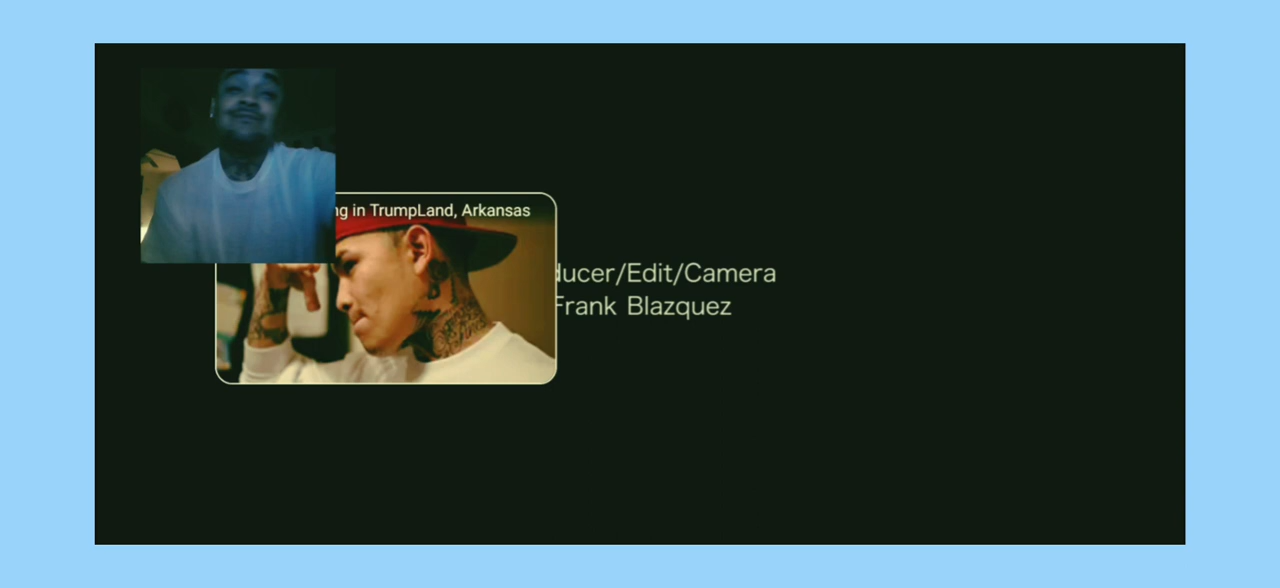 ng in TrumpLand, Arkansas
ducer/Edit/Camera
Frank Blazquez